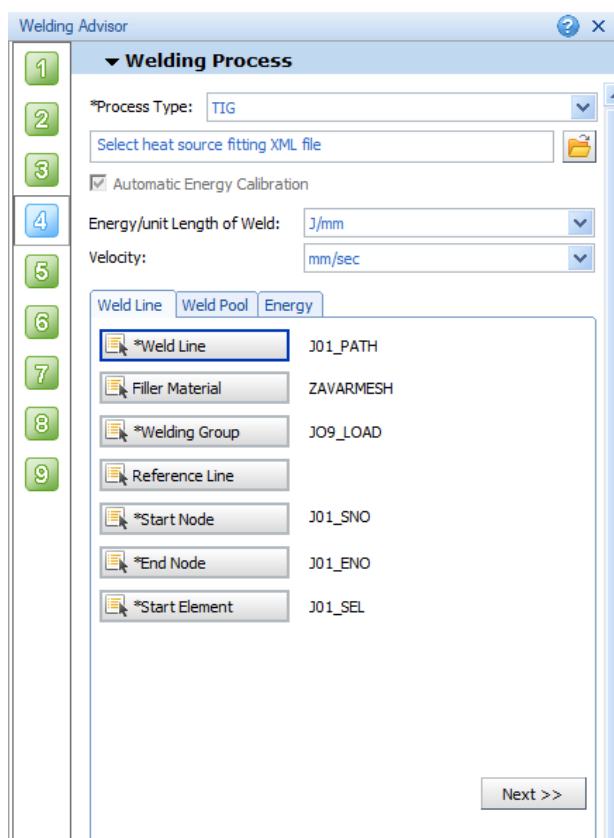 Welding Advisor
1
2
3
4
5
6
7
8
9
Welding Process
*Process Type: TIG
Select heat source fitting XML file
Automatic Energy Calibration
Energy/unit Length of Weld: J/mm
Velocity: mm/sec
Weld Line Weld Pool Energy
*Weld Line J01_PATH
Filler Material ZAVARMESH
*Welding Group JO9_LOAD
Reference Line
*Start Node J01_SNO
*End Node J01_ENO
*Start Element J01_SEL
Next >>